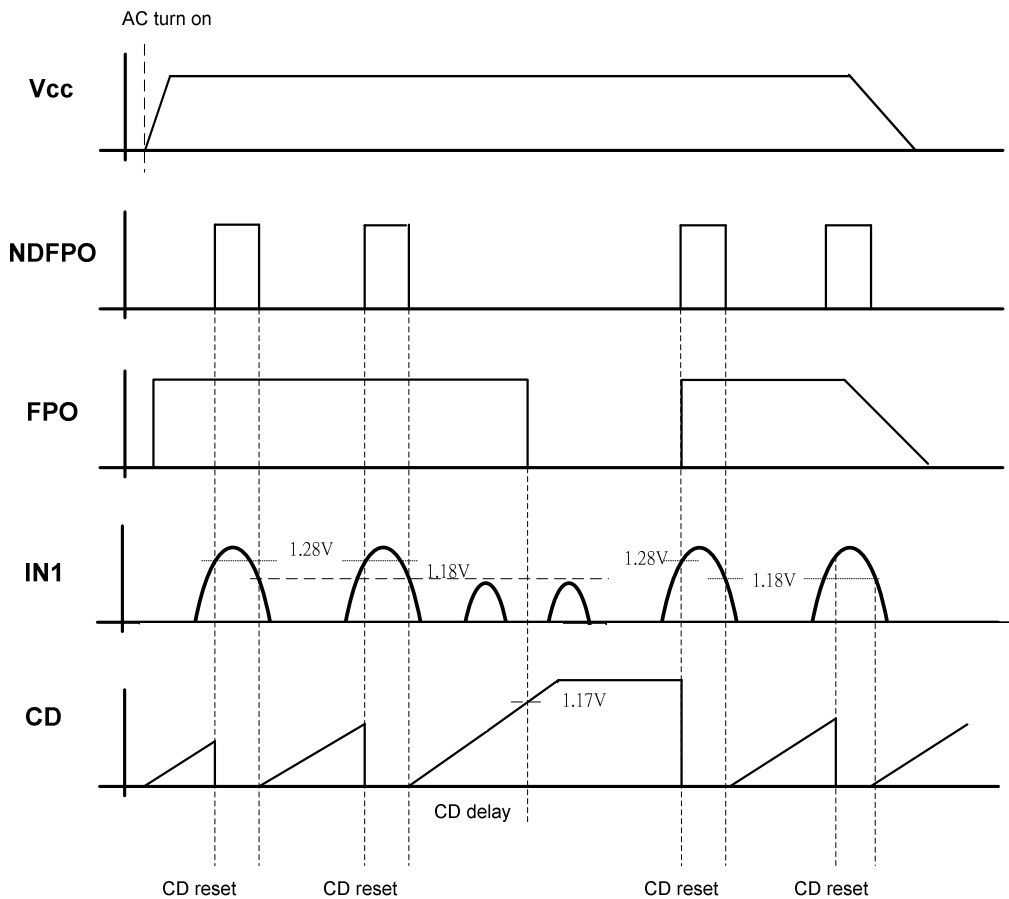 AC turn on
Vcc
NDFPO
FPO
IN1
1.28V
1.18V
1.28V
1.18V
CD
1.17V
CD delay
CD reset
CD reset
CD reset
CD reset